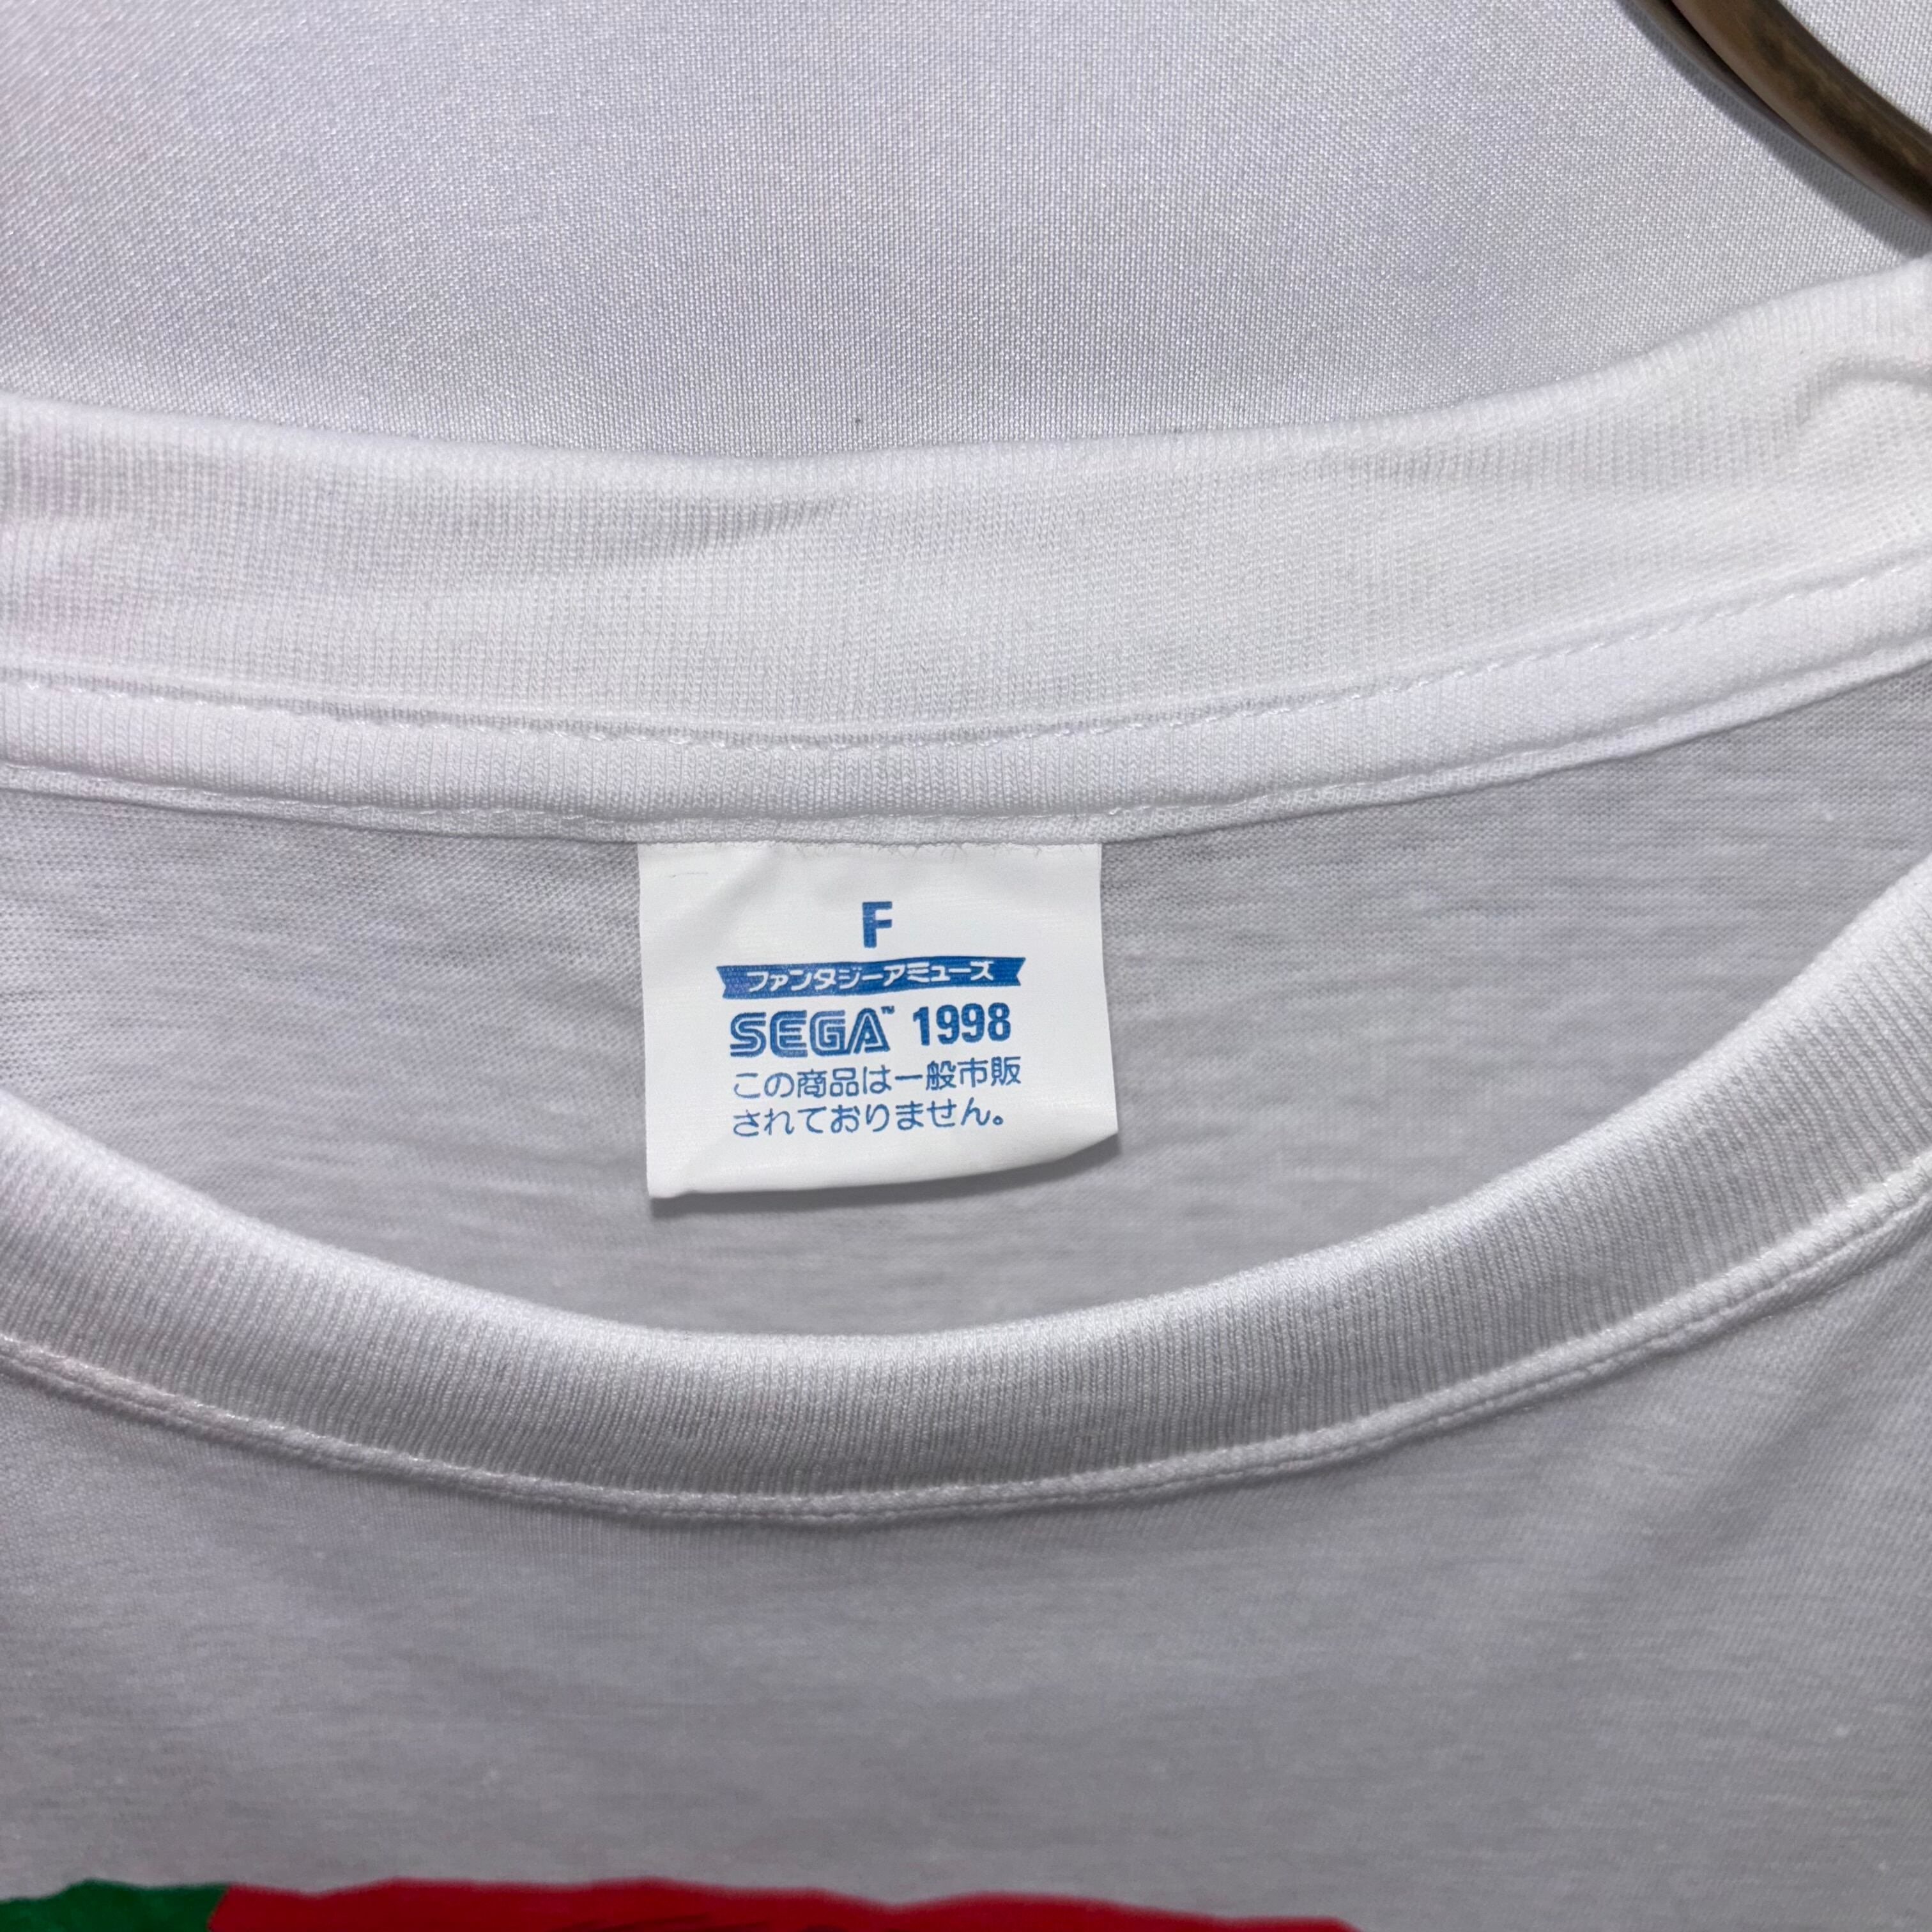 F
ファンタジーアミューズ
SEGA™ 1998
この商品は一般市販
されておりません。